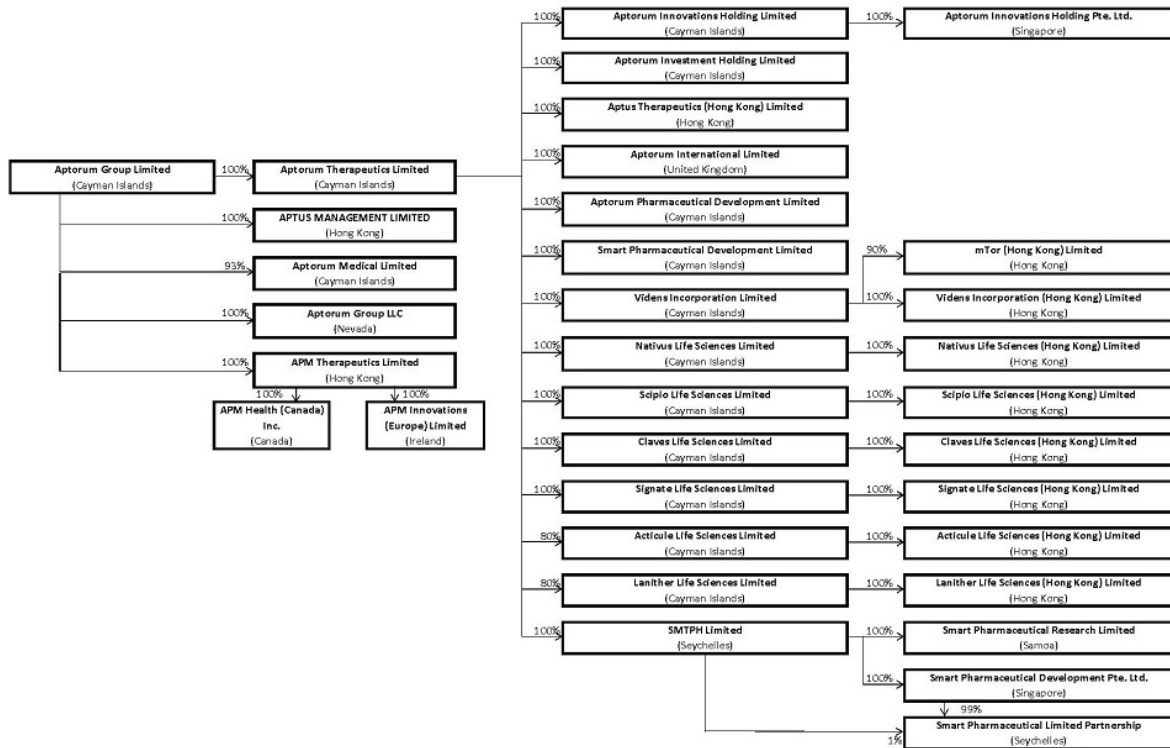 100%
Aptorum Innovations Holding Limited
(Cayman Islands)
100%
Aptorum Innovations Holding Pte. Ltd.
(Singapore)
100%
Aptorum Investment Holding Limited
(Cayman Islands)
100%
Aptus Therapeutics (Hong Kong) Limited
(Hong Kong)
Aptorum Group Limited
(Cayman Islands)
100%
Aptorum Therapeutics Limited
(Cayman Islands)
100%
Aptorum International Limited
(United Kingdom)
100%
APTUS MANAGEMENT LIMITED
(Hong Kong)
100%
Aptorum Pharmaceutical Development Limited
(Cayman Islands)
93%
Aptorum Medical Limited
(Cayman Islands)
100%
Smart Pharmaceutical Development Limited
(Cayman Islands)
90%
mTor (Hong Kong) Limited
(Hong Kong)
100%
Aptorum Group LLC
(Nevada)
100%
Videns Incorporation Limited
(Cayman Islands)
100%
Videns Incorporation (Hong Kong) Limited
(Hong Kong)
100%
APM Therapeutics Limited
(Hong Kong)
100%
Nativus Life Sciences Limited
(Cayman Islands)
100%
Nativus Life Sciences (Hong Kong) Limited
(Hong Kong)
100%
100%
APM Health (Canada)
Inc.
(Canada)
APM Innovations
(Europe) Limited
(Ireland)
100%
Scipio Life Sciences Limited
(Cayman Islands)
100%
Scipio Life Sciences (Hong Kong) Limited
(Hong Kong)
100%
Claves Life Sciences Limited
(Cayman Islands)
100%
Claves Life Sciences (Hong Kong) Limited
(Hong Kong)
100%
Signate Life Sciences Limited
(Cayman Islands)
100%
Signate Life Sciences (Hong Kong) Limited
(Hong Kong)
80%
Acticule Life Sciences Limited
(Cayman Islands)
100%
Acticule Life Sciences (Hong Kong) Limited
(Hong Kong)
80%
Lanither Life Sciences Limited
(Cayman Islands)
100%
Lanither Life Sciences (Hong Kong) Limited
(Hong Kong)
100%
SMTPH Limited
(Seychelles)
100%
Smart Pharmaceutical Research Limited
(Samoa)
100%
Smart Pharmaceutical Development Pte. Ltd.
(Singapore)
99%
1%
Smart Pharmaceutical Limited Partnership
(Seychelles)